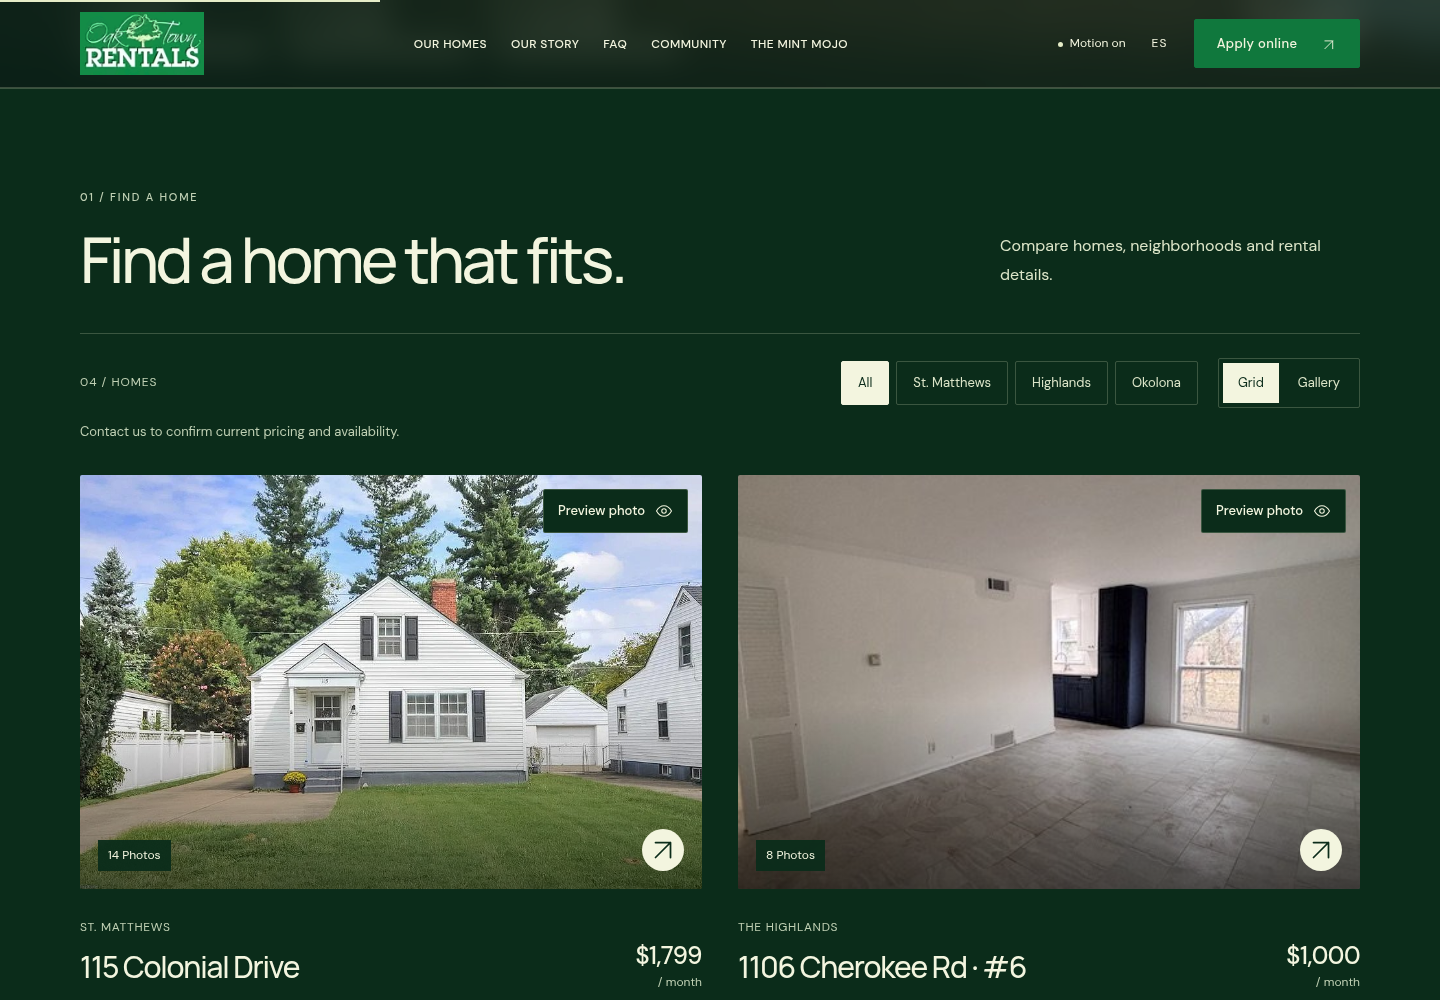 Oak Town
RENTALS
OUR HOMES
OUR STORY
FAQ
COMMUNITY
THE MINT MOJO
Motion on
ES
Apply online
01 / FIND A HOME
Find a home that fits.
Compare homes, neighborhoods and rental
details.
04 / HOMES
All
St. Matthews
Highlands
Okolona
Grid
Gallery
Contact us to confirm current pricing and availability.
Preview photo
115
14 Photos
Preview photo
8 Photos
ST. MATTHEWS
115 Colonial Drive
$1,799
/ month
THE HIGHLANDS
1106 Cherokee Rd · #6
$1,000
/ month